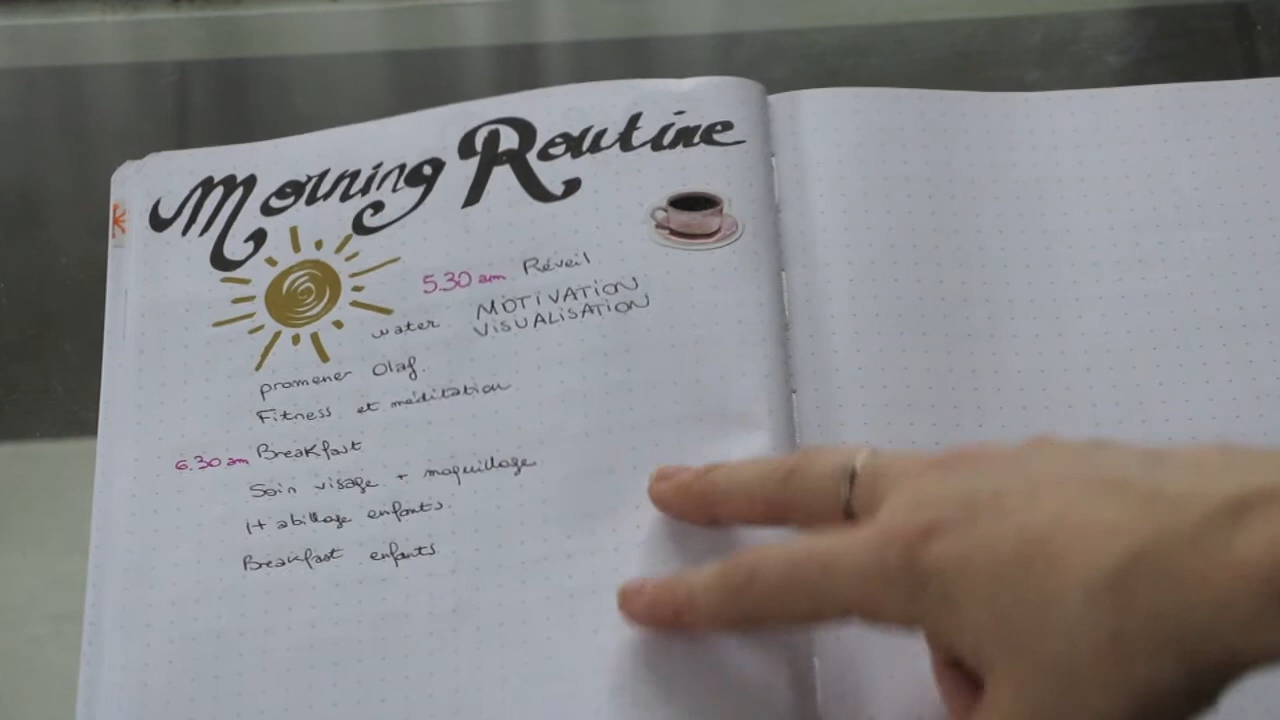 Morning Routine
5.30 am Réveil
water MOTIVATION
VISUALISATION
promener Olaf.
Fitness et méditation
6.30 am Breakfast
Soin visage + maquillage
Habillage enfants.
Breakfast enfants